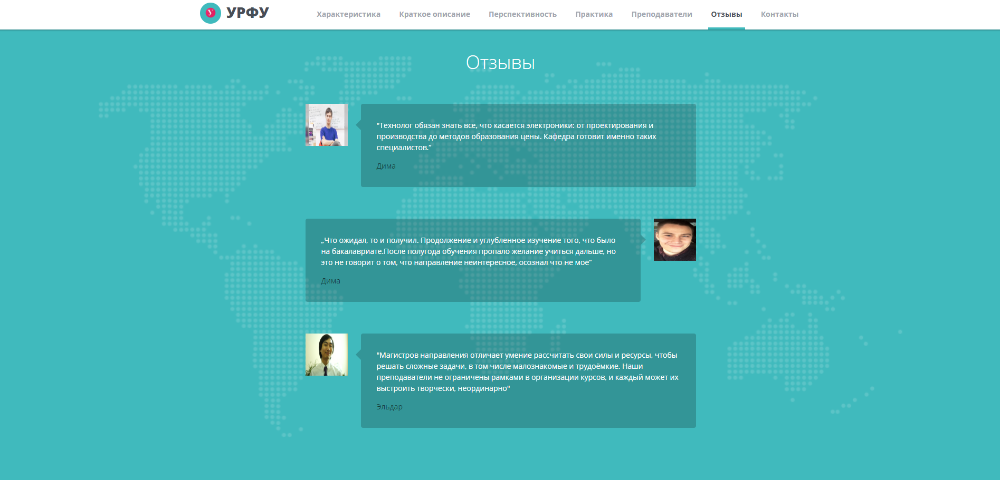 УРФУ
Характеристика Краткое описание Перспективность Практика Преподаватели Отзывы Контакты
Отзывы
"Технолог обязан знать все, что касается электроники: от проектирования и
производства до методов образования цены. Кафедра готовит именно таких
специалистов.”
Дима
„Что ожидал, то и получил. Продолжение и углубленное изучение того, что было
на бакалавриате.После полугода обучения пропало желание учиться дальше, но
это не говорит о том, что направление неинтересное, осознал что не моё”
Дима
"Магистров направления отличает умение рассчитать свои силы и ресурсы, чтобы
решать сложные задачи, в том числе малознакомые и трудоёмкие. Наши
преподаватели не ограничены рамками в организации курсов, и каждый может их
выстроить творчески, неординарно"
Эльдар